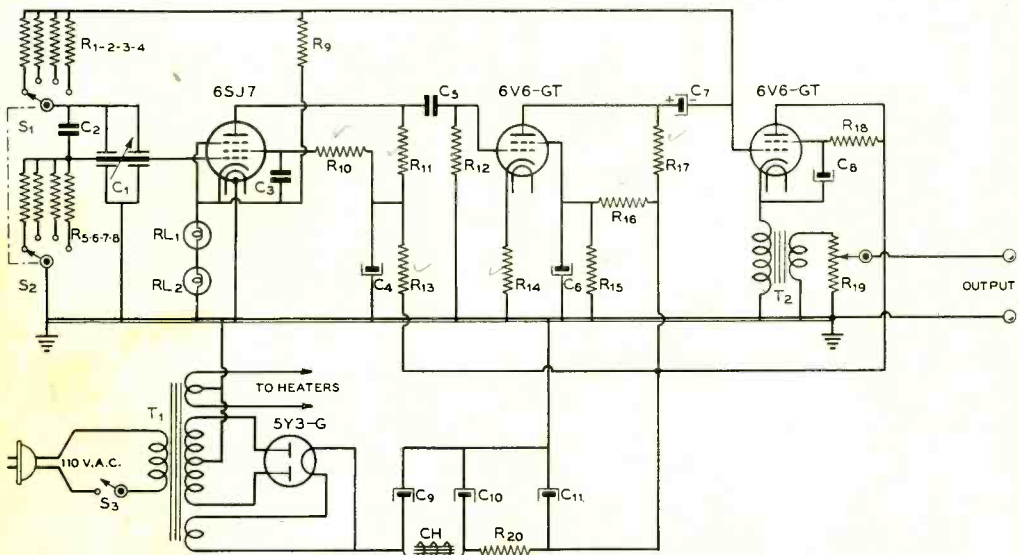 R1-2-3-4
R9
6SJ7
C5
6V6-GT
C7
6V6-GT
R18
S1
C2
C1
C3
R10
R11
R12
R17
C8
R5-6-7-8
RL1
R16
S2
RL2
C4
R13
R14
C6
R15
T2
R19
OUTPUT
TO HEATERS
T1
5Y3-G
110 V.A.C.
S3
C9
C10
C11
CH
R20
+ -